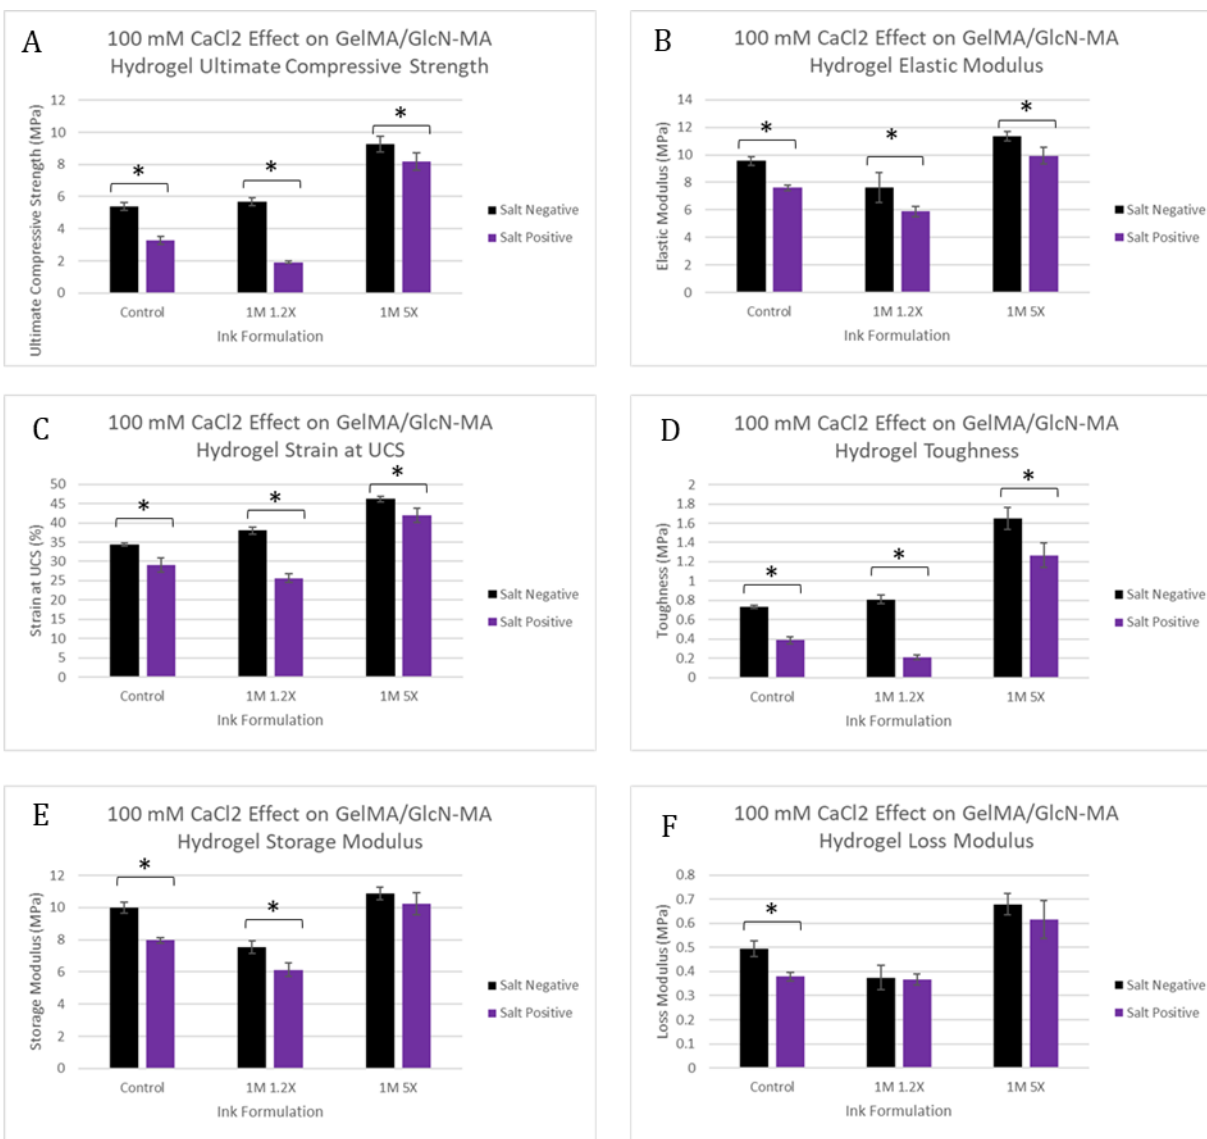 A
100 mM CaCl2 Effect on GelMA/GlcN-MA
Hydrogel Ultimate Compressive Strength
Ultimate Compressive Strength (MPa)
12
10
8
6
4
2
0
*
*
*
Control
1M 1.2X
1M 5X
Ink Formulation
Salt Negative
Salt Positive
B
100 mM CaCl2 Effect on GelMA/GlcN-MA
Hydrogel Elastic Modulus
Elastic Modulus (MPa)
14
12
10
8
6
4
2
0
*
*
*
Control
1M 1.2X
1M 5X
Ink Formulation
Salt Negative
Salt Positive
C
100 mM CaCl2 Effect on GelMA/GlcN-MA
Hydrogel Strain at UCS
Strain at UCS (%)
50
45
40
35
30
25
20
15
10
5
0
*
*
*
Control
1M 1.2X
1M 5X
Ink Formulation
Salt Negative
Salt Positive
D
100 mM CaCl2 Effect on GelMA/GlcN-MA
Hydrogel Toughness
Toughness (MPa)
2
1.8
1.6
1.4
1.2
1
0.8
0.6
0.4
0.2
0
*
*
*
Control
1M 1.2X
1M 5X
Ink Formulation
Salt Negative
Salt Positive
E
100 mM CaCl2 Effect on GelMA/GlcN-MA
Hydrogel Storage Modulus
Storage Modulus (MPa)
12
10
8
6
4
2
0
*
*
Control
1M 1.2X
1M 5X
Ink Formulation
Salt Negative
Salt Positive
F
100 mM CaCl2 Effect on GelMA/GlcN-MA
Hydrogel Loss Modulus
Loss Modulus (MPa)
0.8
0.7
0.6
0.5
0.4
0.3
0.2
0.1
0
*
Control
1M 1.2X
1M 5X
Ink Formulation
Salt Negative
Salt Positive